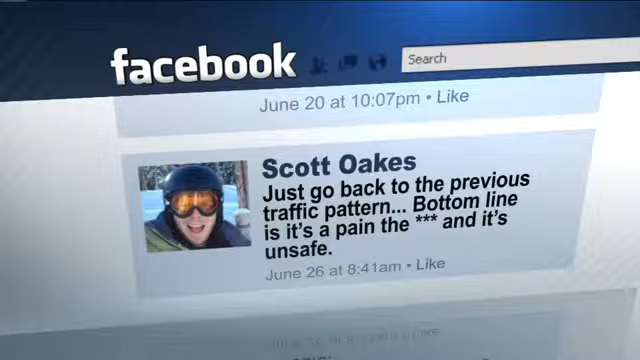 facebook
Search
June 20 at 10:07pm • Like
Scott Oakes
Just go back to the previous
traffic pattern... Bottom line
is it's a pain the *** and it's
unsafe.
June 26 at 8:41am • Like